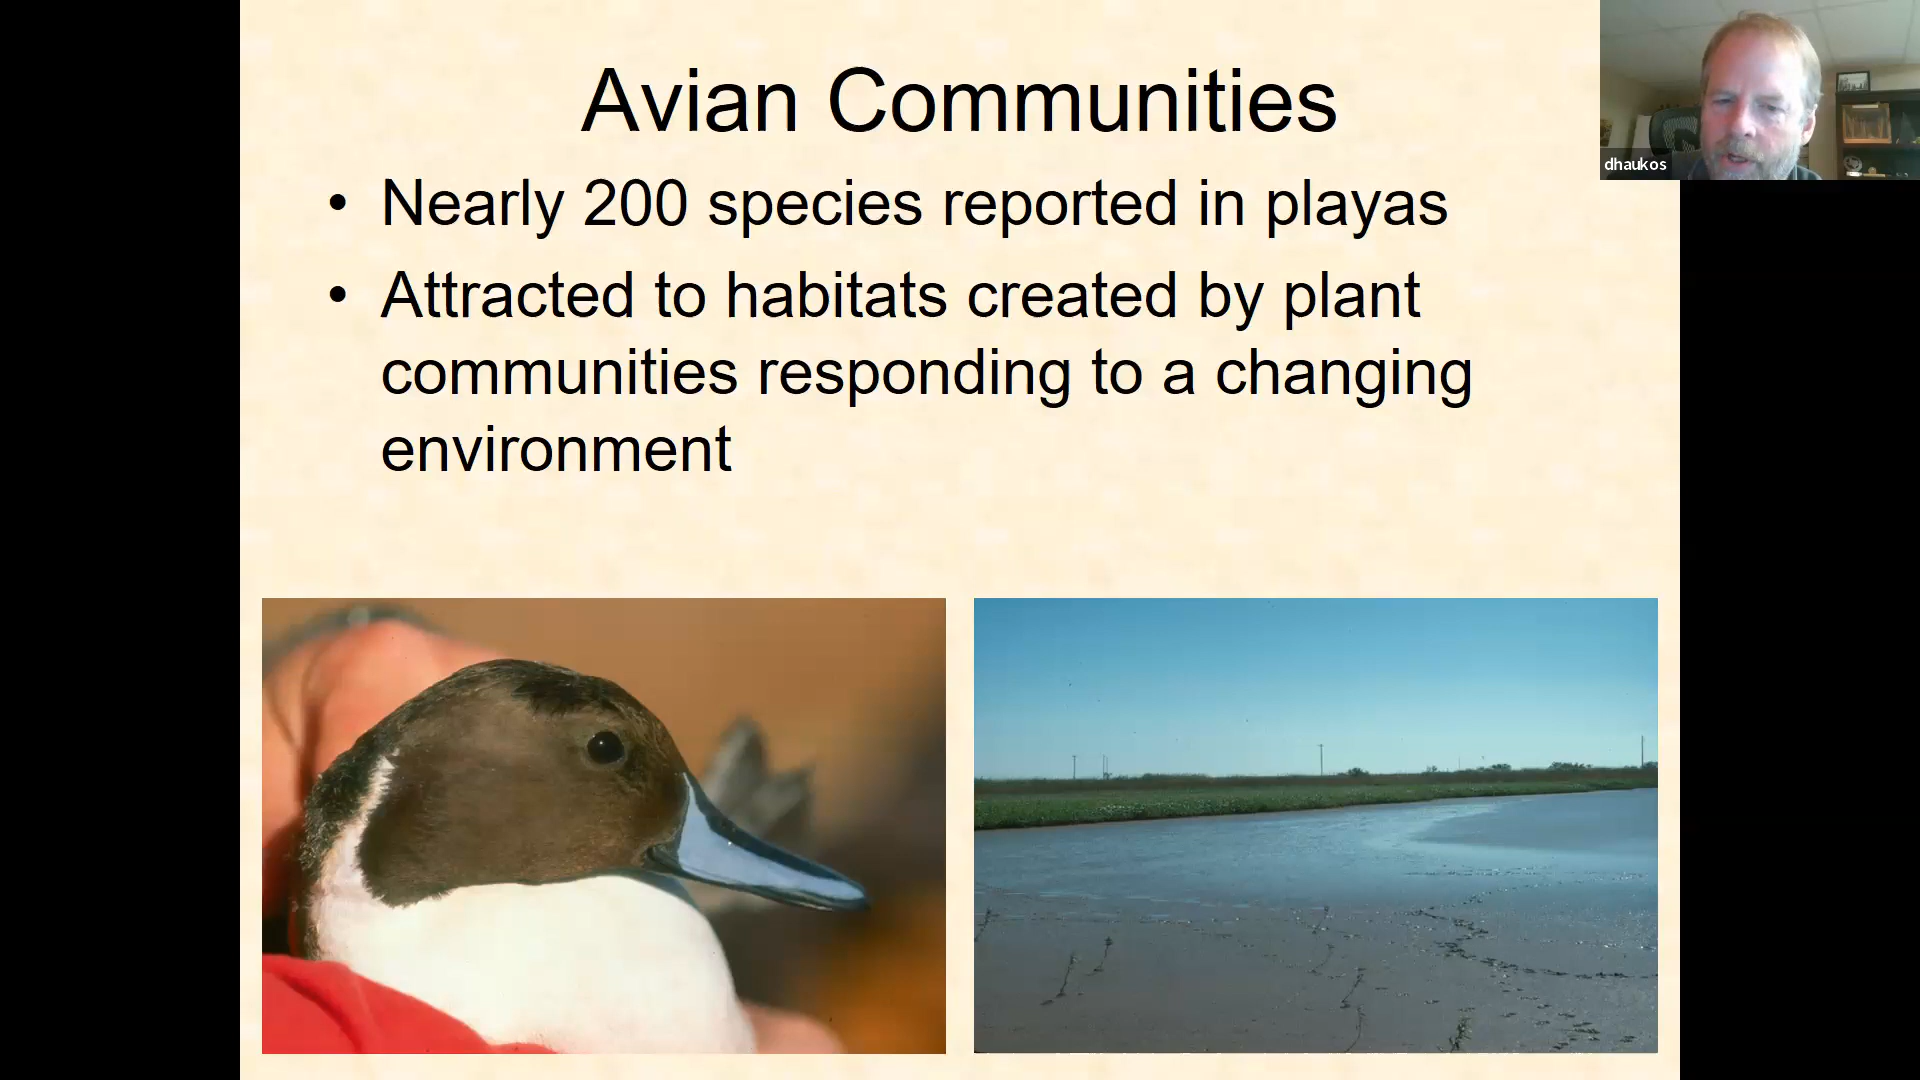 Avian Communities
dhaukos
• Nearly 200 species reported in playas
• Attracted to habitats created by plant
communities responding to a changing
environment